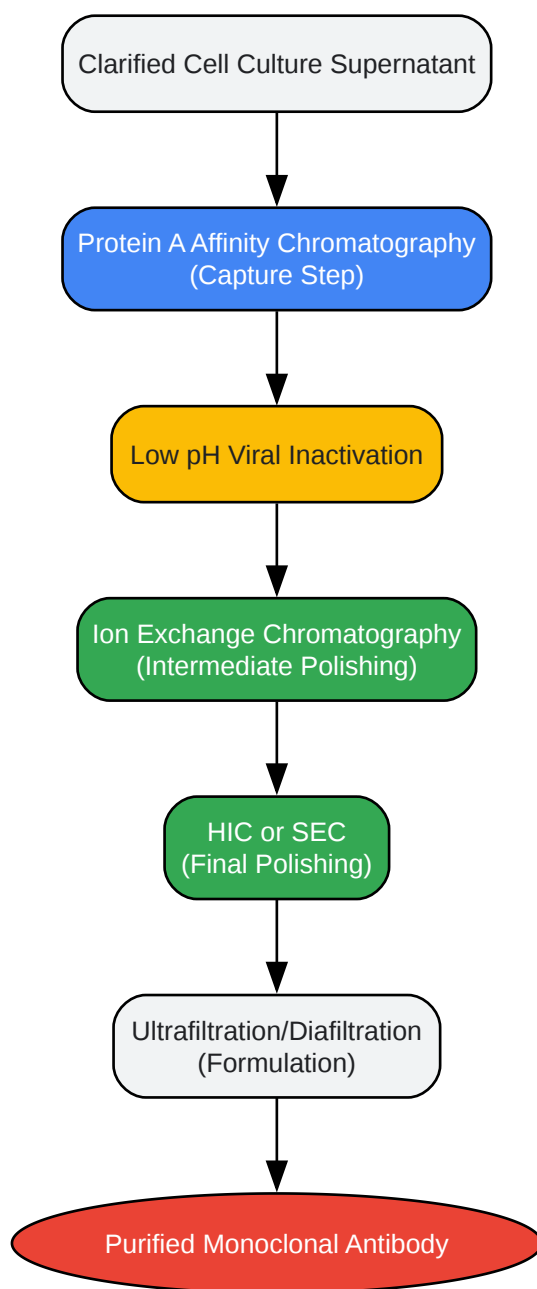 Clarified Cell Culture Supernatant
Protein A Affinity Chromatography
(Capture Step)
Low pH Viral Inactivation
Ion Exchange Chromatography
(Intermediate Polishing)
HIC or SEC
(Final Polishing)
Ultrafiltration/Diafiltration
(Formulation)
Purified Monoclonal Antibody